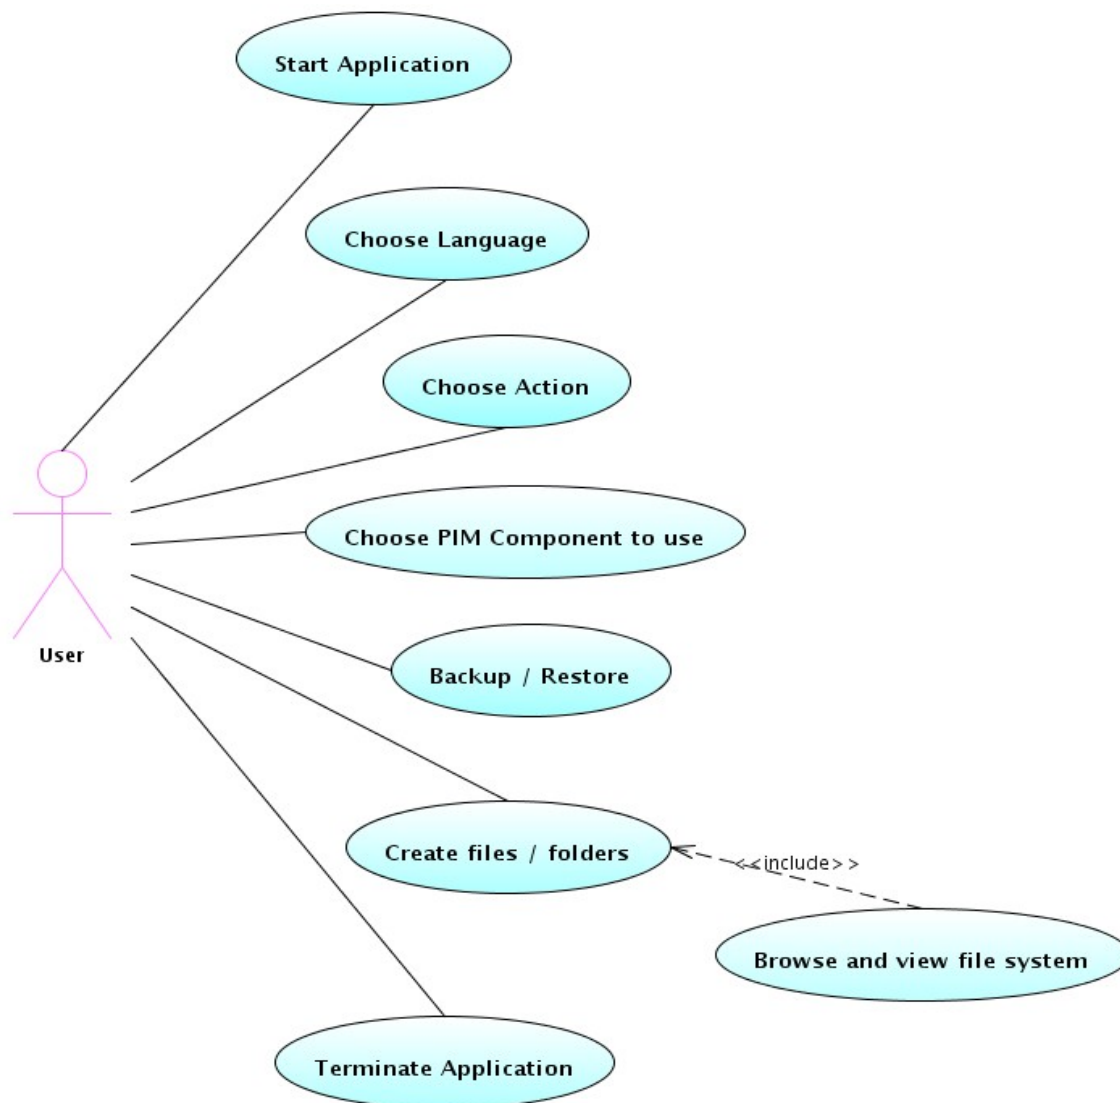 Start Application
Choose Language
Choose Action
Choose PIM Component to use
User
Backup / Restore
Create files / folders
<<include>>
Browse and view file system
Terminate Application